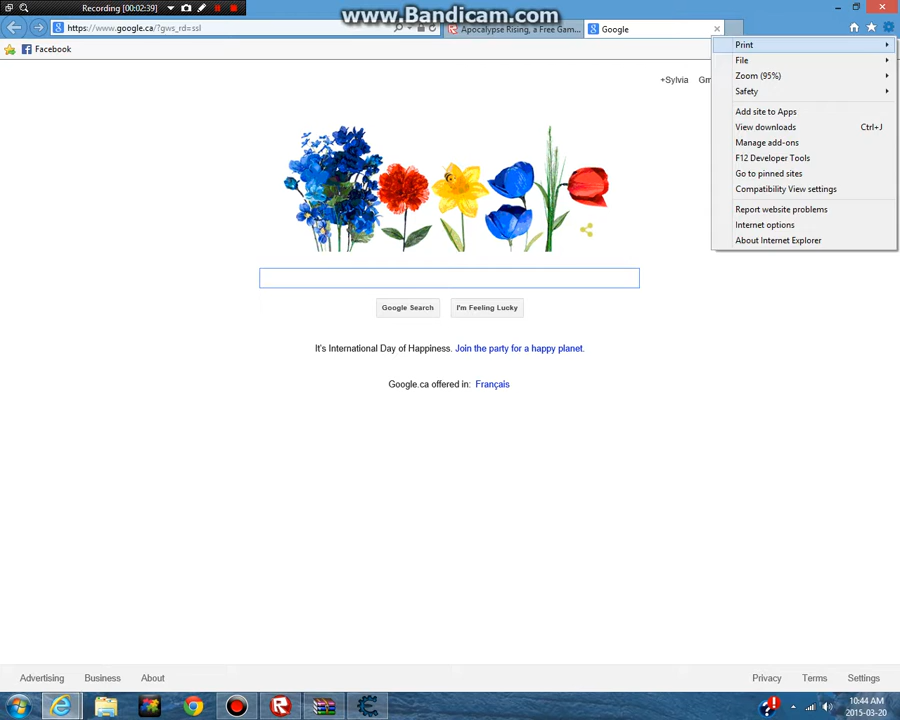 Recording [00:02:39]
www.Bandicam.com
https://www.google.ca/?gws_rd=ssl
Apocalypse Rising, a Free Gam...
Google
Facebook
+Sylvia Gm
Print
File
Zoom (95%)
Safety
Add site to Apps
View downloads Ctrl+J
Manage add-ons
F12 Developer Tools
Go to pinned sites
Compatibility View settings
Report website problems
Internet options
About Internet Explorer
Google Search I'm Feeling Lucky
It's International Day of Happiness. Join the party for a happy planet.
Google.ca offered in: Français
Advertising Business About Privacy Terms Settings
10:44 AM
2015-03-20